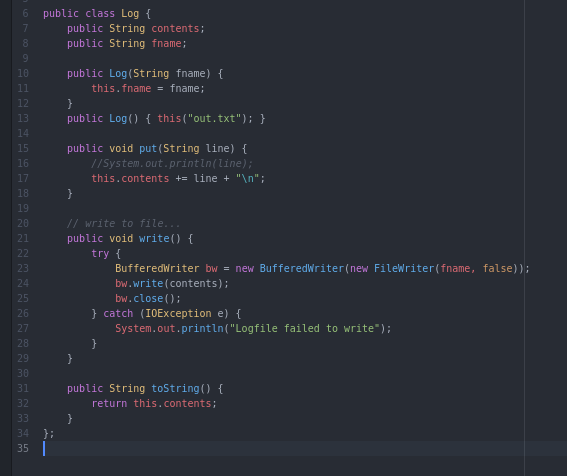 6 public class Log {
7     public String contents;
8     public String fname;
9
10     public Log(String fname) {
11         this.fname = fname;
12     }
13     public Log() { this("out.txt"); }
14
15     public void put(String line) {
16         //System.out.println(line);
17         this.contents += line + "\n";
18     }
19
20     // write to file...
21     public void write() {
22         try {
23             BufferedWriter bw = new BufferedWriter(new FileWriter(fname, false));
24             bw.write(contents);
25             bw.close();
26         } catch (IOException e) {
27             System.out.println("Logfile failed to write");
28         }
29     }
30
31     public String toString() {
32         return this.contents;
33     }
34 };
35